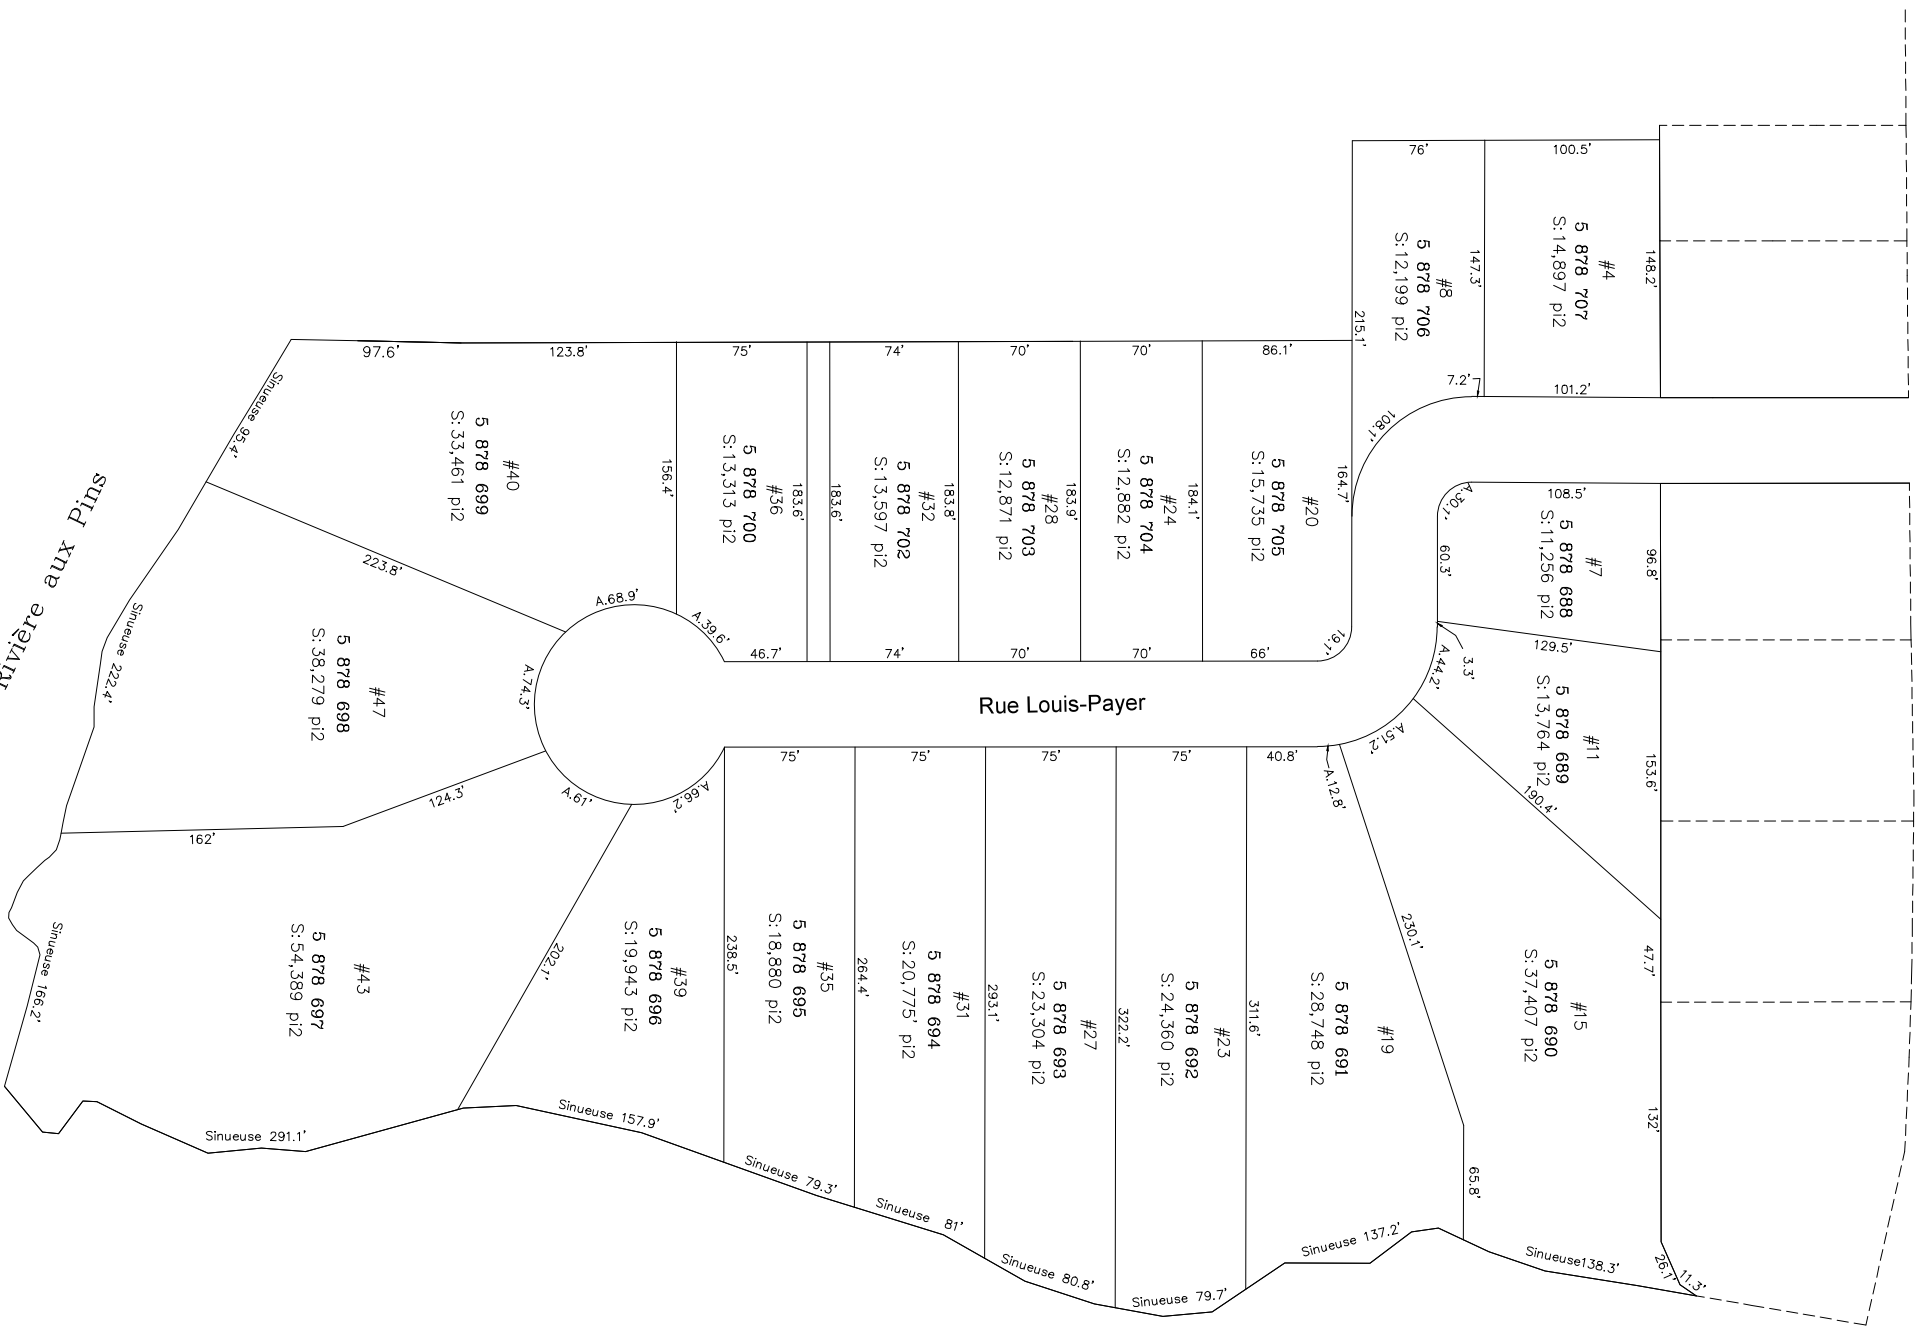 76'
100.5'
#4
5 878 707
S:14,897 pi2
148.2'
147.3'
#8
5 878 706
S:12,199 pi2
215.1'
7.2'
101.2'
108.1'
97.6'
123.8'
75'
74'
70'
70'
86.1'
Sinueuse 95.4'
#40
5 878 699
S:33,461 pi2
156.4'
#36
5 878 700
S:13,313 pi2
183.6'
183.6'
#32
5 878 702
S:13,597 pi2
183.8'
#28
5 878 703
S:12,871 pi2
183.9'
#24
5 878 704
S:12,882 pi2
184.1'
#20
5 878 705
S:15,735 pi2
164.7'
A.30.1'
108.5'
#7
5 878 688
S:11,256 pi2
96.8'
60.3'
Rivière aux Pins
223.8'
A.68.9'
A.39.6'
46.7'
74'
70'
70'
66'
19.1'
129.5'
3.3'
A.44.2'
Sinueuse 222.4'
#47
5 878 698
S:38,279 pi2
A.74.3'
Rue Louis-Payer
#11
5 878 689
S:13,764 pi2
153.6'
A.51.2'
190.4'
75'
75'
75'
75'
40.8'
A.12.8'
124.3'
A.61'
A.66.2'
162'
Sinueuse 166.2'
#43
5 878 697
S:54,389 pi2
202.1'
#39
5 878 696
S:19,943 pi2
238.5'
#35
5 878 695
S:18,880 pi2
264.4'
#31
5 878 694
S:20,775' pi2
293.1'
#27
5 878 693
S:23,304 pi2
322.2'
#23
5 878 692
S:24,360 pi2
311.6'
#19
5 878 691
S:28,748 pi2
230.1'
#15
5 878 690
S:37,407 pi2
47.7'
132'
65.8'
Sinueuse 291.1'
Sinueuse 157.9'
Sinueuse 79.3'
Sinueuse 81'
Sinueuse 80.8'
Sinueuse 79.7'
Sinueuse 137.2'
Sinueuse138.3'
26.1'
11.3'